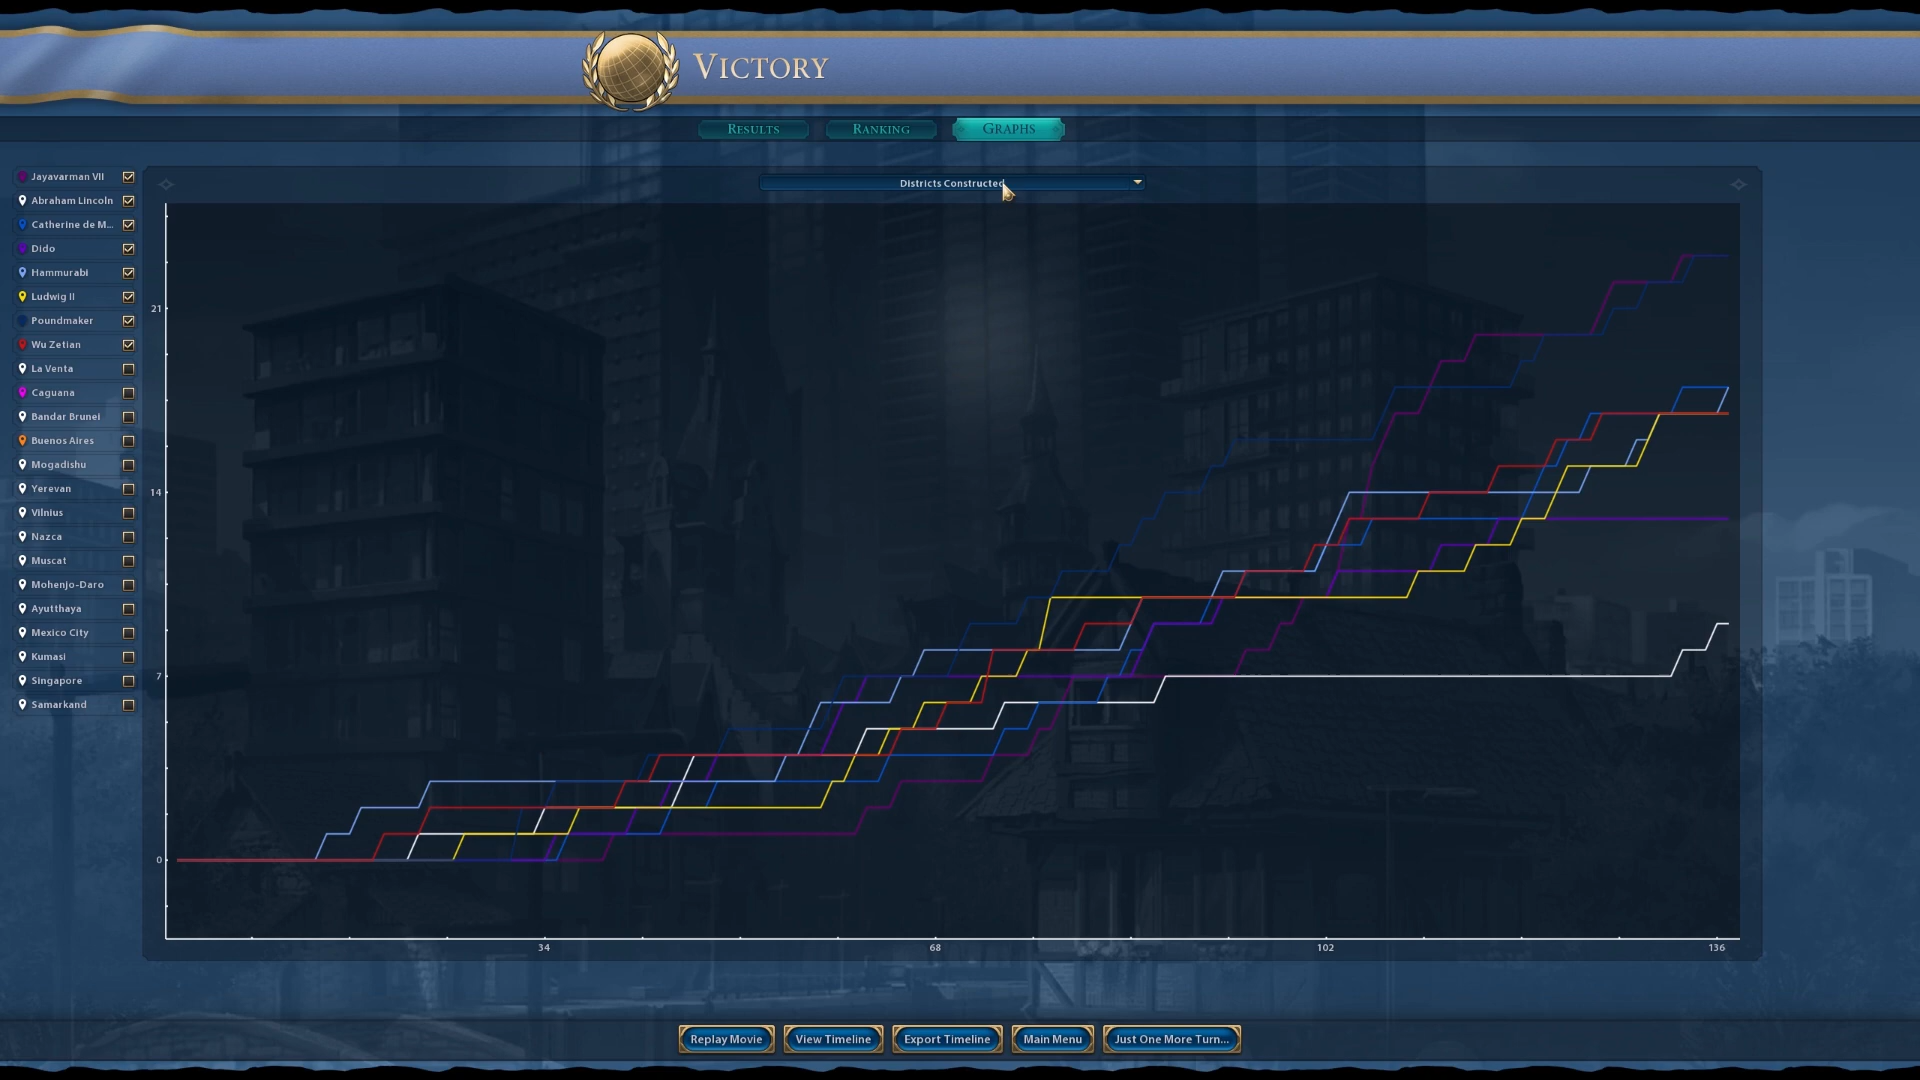 VICTORY
RESULTS
RANKING
GRAPHS
Jayavarman VII
Abraham Lincoln
Catherine de M...
Dido
Hammurabi
Ludwig II
Poundmaker
Wu Zetian
La Venta
Caguana
Bandar Brunei
Buenos Aires
Mogadishu
Yerevan
Vilnius
Nazca
Muscat
Mohenjo-Daro
Ayutthaya
Mexico City
Kumasi
Singapore
Samarkand
Districts Constructed
21
14
7
0
34
68
102
136
Replay Movie
View Timeline
Export Timeline
Main Menu
Just One More Turn...